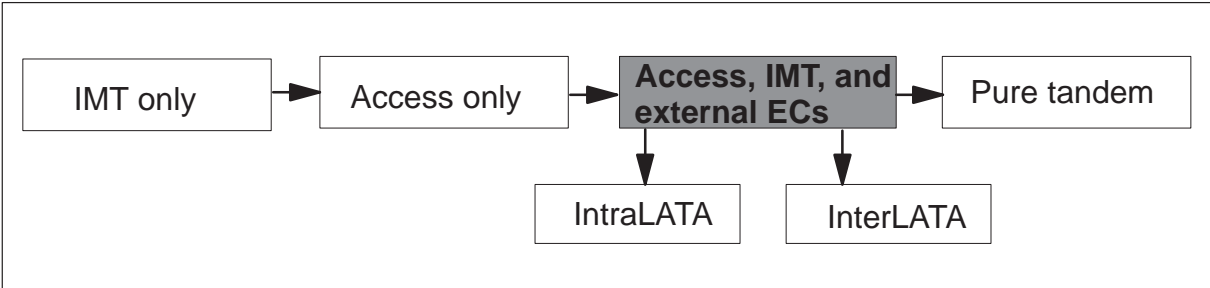 IMT only
Access only
Access, IMT, and
external ECs
Pure tandem
IntraLATA
InterLATA